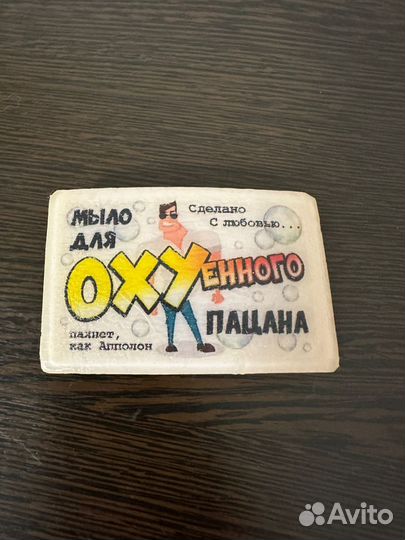 МЫЛО
ДЛЯ
Сделано
с любовью...
ОХУЕННОГО
ПАЦАНА
пахнет,
как Апполон
Avito